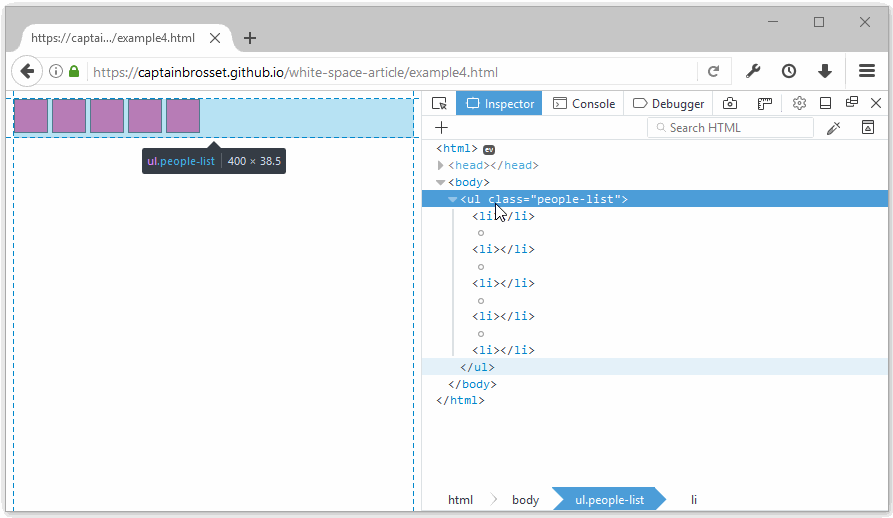 https://captai.../example4.html
https://captainbrosset.github.io/white-space-article/example4.html
Inspector Console Debugger
Search HTML
ul.people-list 400 × 38.5
<html> ev
<head></head>
<body>
<ul class="people-list">
<li></li>
<li></li>
<li></li>
<li></li>
<li></li>
</ul>
</body>
</html>
html body ul.people-list li